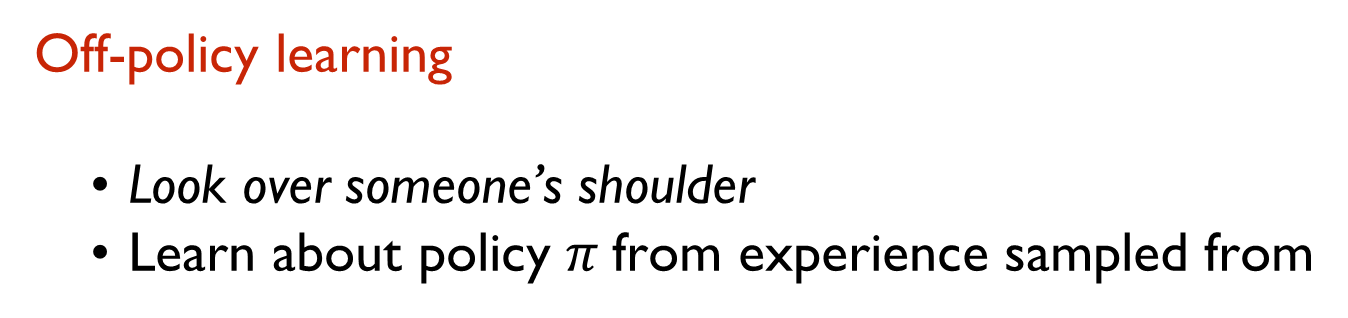 Off-policy learning
• Look over someone’s shoulder
• Learn about policy π from experience sampled from